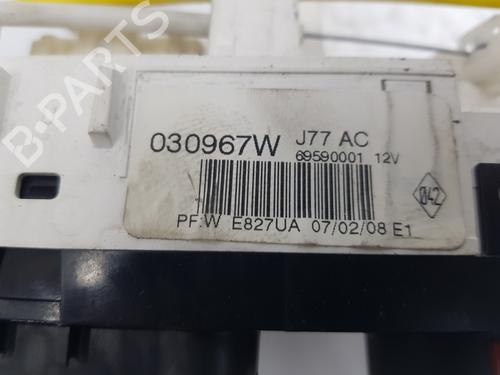 030967W J77 AC
69590001 12V
042
PF:W E827UA 07/02/08 E1
B-PARTS